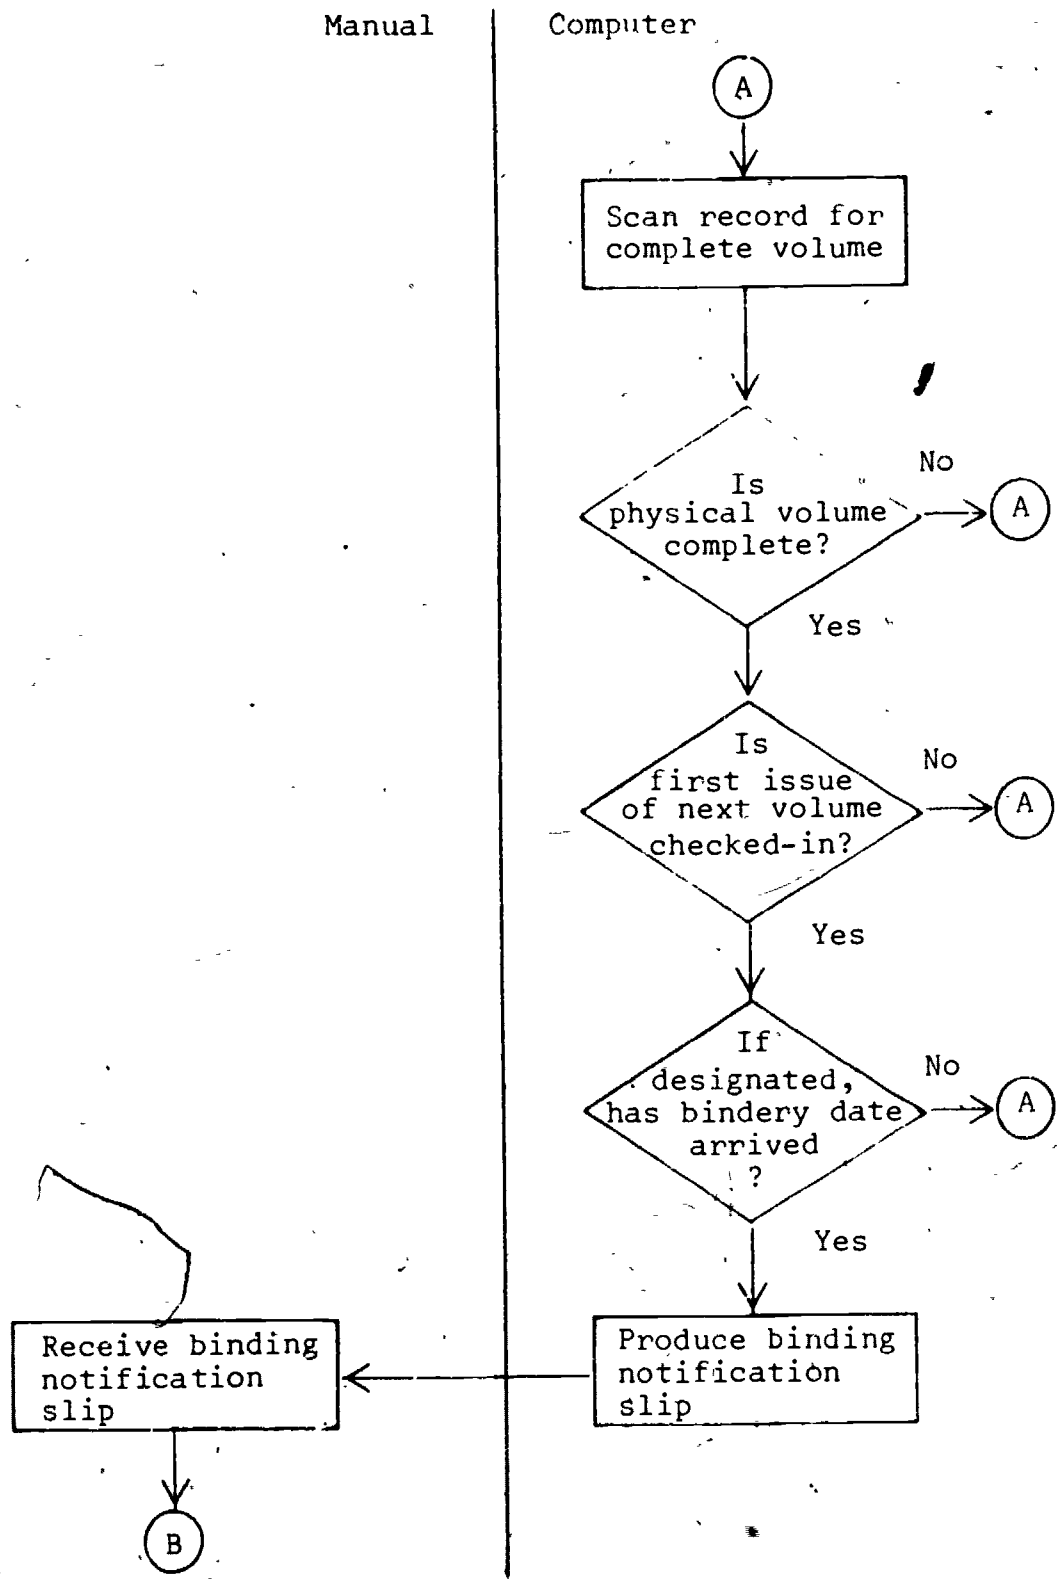 Manual
Computer
A
Scan record for
complete volume
No
Is
physical volume
complete?
A
Yes
Is
first issue
of next volume
checked-in?
No
A
Yes
If
designated,
has bindery date
arrived
?
No
A
Yes
Produce binding
notification
slip
Receive binding
notification
slip
B